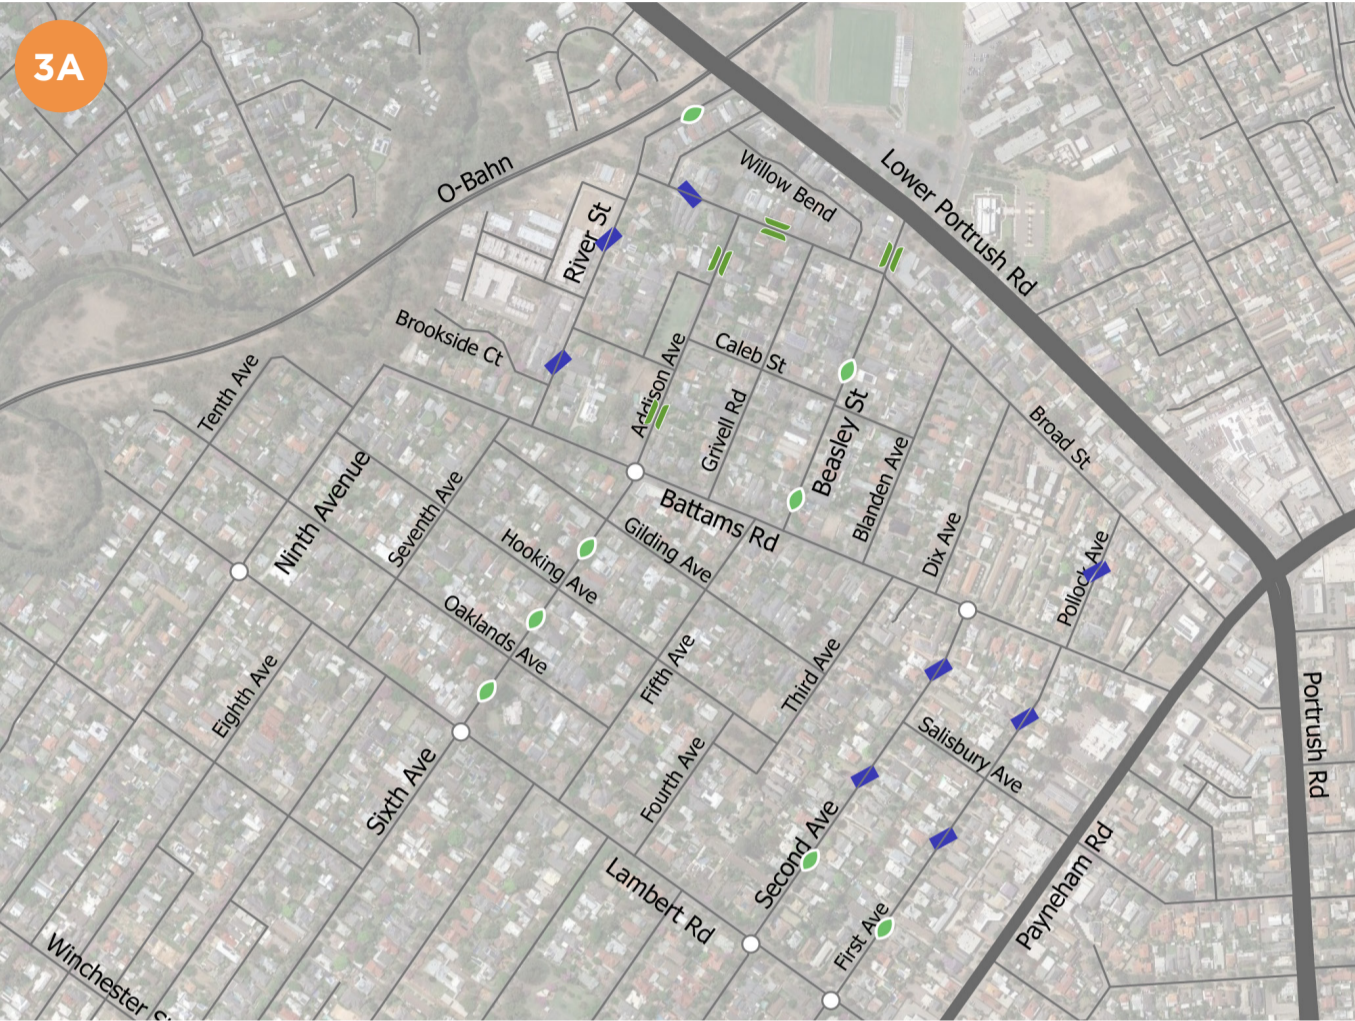 3A
O-Bahn
Willow Bend
Lower Portrush Rd
River St
Brookside Ct
Tenth Ave
Addison Ave
Caleb St
Grivell Rd
Beasley St
Blanden Ave
Broad St
Ninth Avenue
Seventh Ave
Battams Rd
Gilding Ave
Hooking Ave
Dix Ave
Pollock Ave
Oaklands Ave
Eighth Ave
Fifth Ave
Third Ave
Portrush Rd
Salisbury Ave
Sixth Ave
Fourth Ave
Second Ave
Payneham Rd
Lambert Rd
First Ave
Winchester S